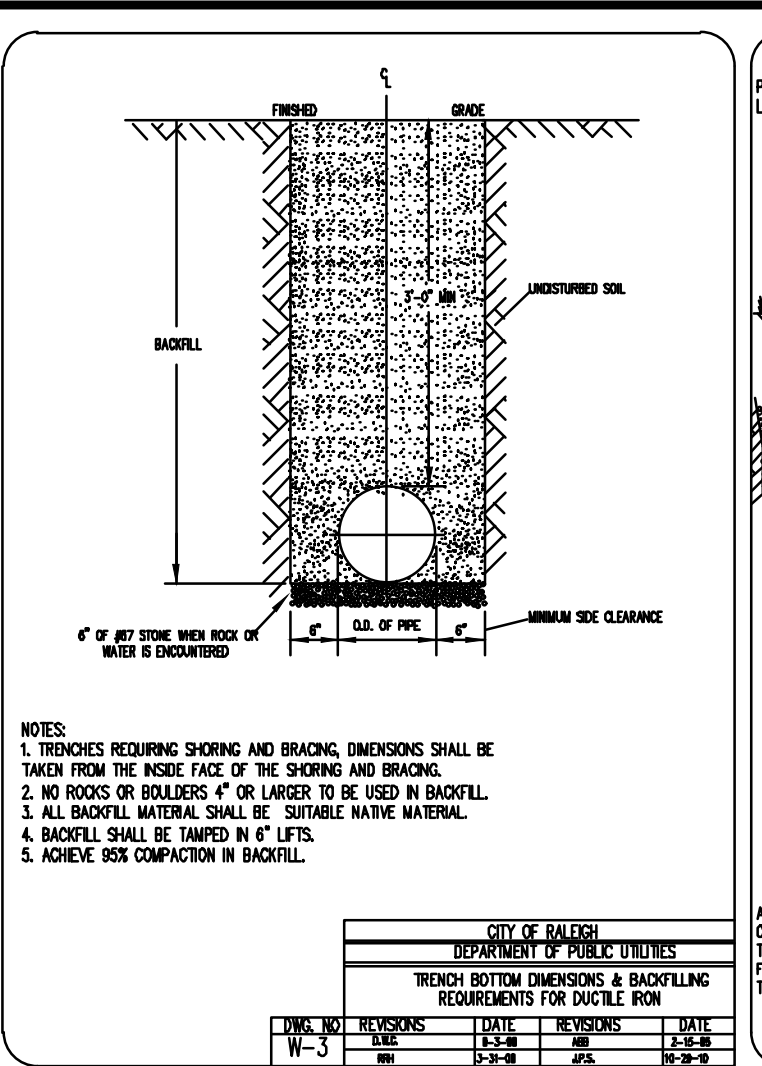 ℄
FINISHED GRADE
3'-0" MIN
UNDISTURBED SOIL
BACKFILL
6" OF #67 STONE WHEN ROCK OR
WATER IS ENCOUNTERED
6" O.D. OF PIPE 6"
MINIMUM SIDE CLEARANCE
NOTES:
1. TRENCHES REQUIRING SHORING AND BRACING, DIMENSIONS SHALL BE
TAKEN FROM THE INSIDE FACE OF THE SHORING AND BRACING.
2. NO ROCKS OR BOULDERS 4" OR LARGER TO BE USED IN BACKFILL.
3. ALL BACKFILL MATERIAL SHALL BE SUITABLE NATIVE MATERIAL.
4. BACKFILL SHALL BE TAMPED IN 6" LIFTS.
5. ACHIEVE 95% COMPACTION IN BACKFILL.
CITY OF RALEIGH
DEPARTMENT OF PUBLIC UTILITIES
TRENCH BOTTOM DIMENSIONS & BACKFILLING
REQUIREMENTS FOR DUCTILE IRON
DWG. NO REVISIONS DATE REVISIONS DATE
W-3
D.W.C.
RRH 3-31-08 J.P.S. 10-29-10